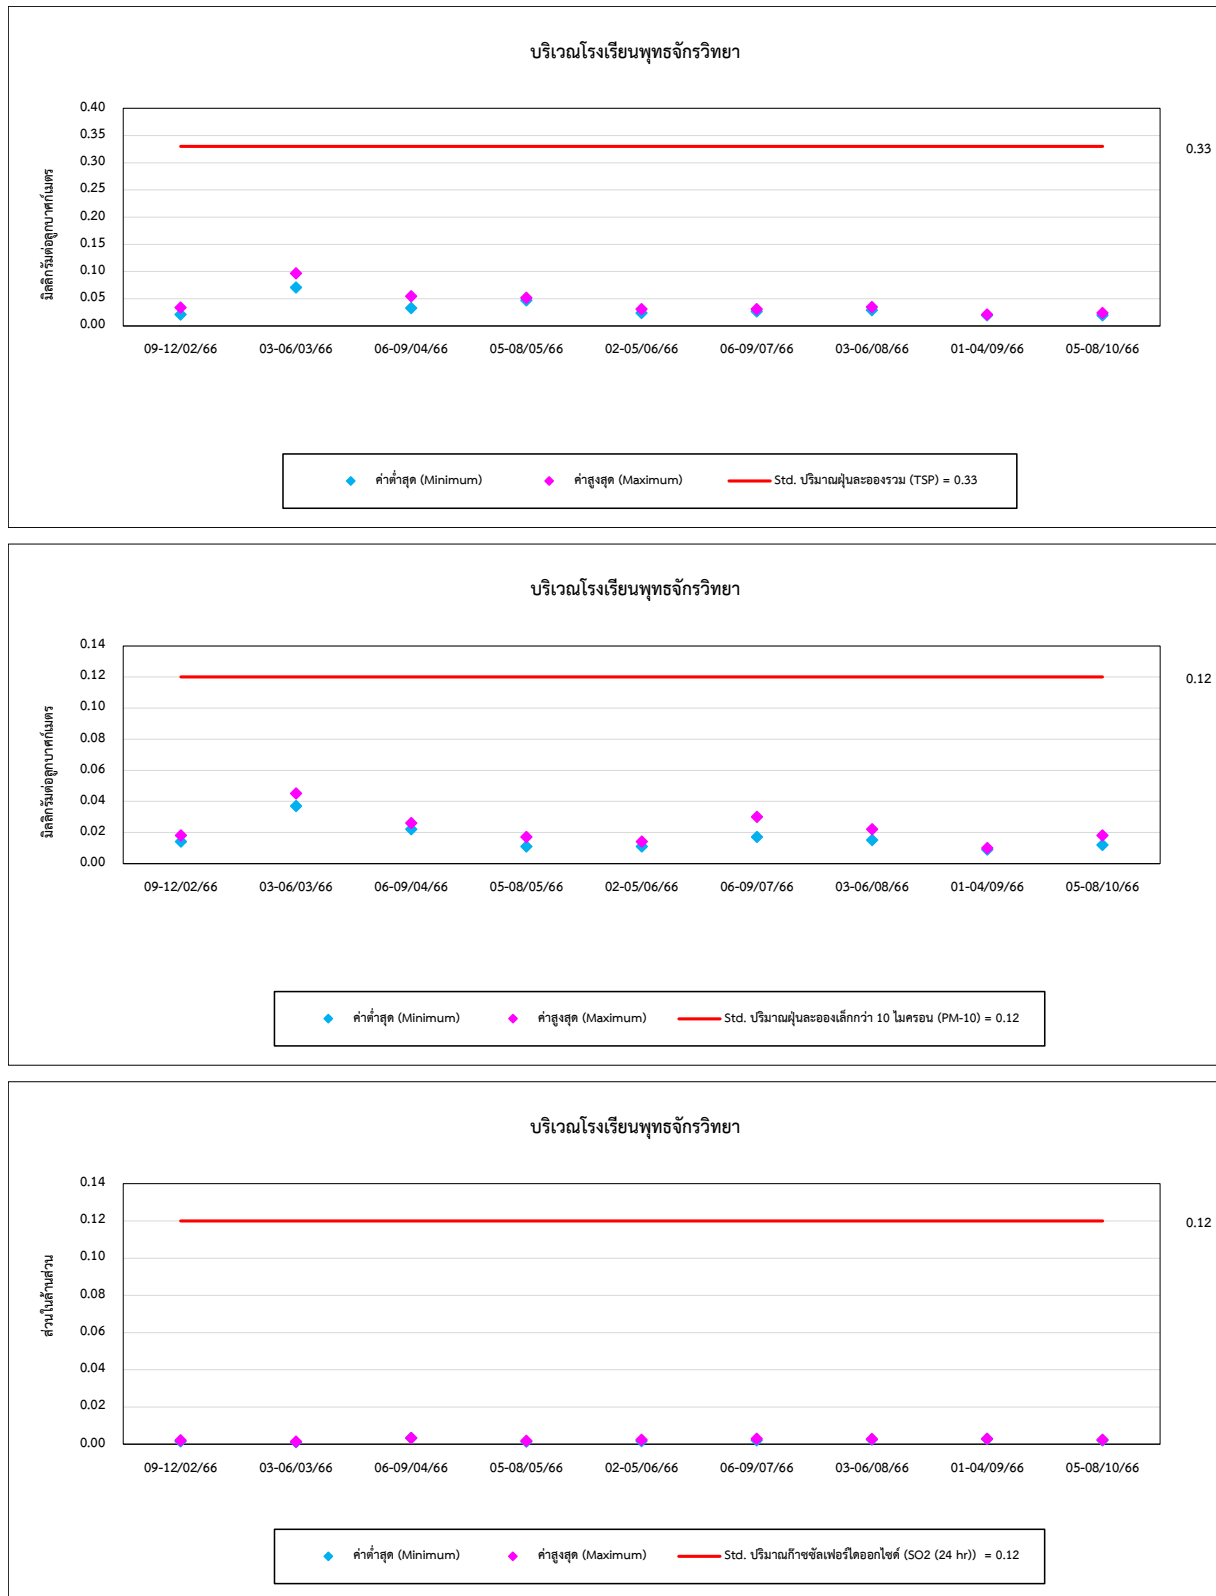 บริเวณโรงเรียนพุทธจักรวิทยา
มิลลิกรัมต่อลูกบาศก์เมตร
0.40
0.35
0.30
0.25
0.20
0.15
0.10
0.05
0.00
0.33
09-12/02/66 03-06/03/66 06-09/04/66 05-08/05/66 02-05/06/66 06-09/07/66 03-06/08/66 01-04/09/66 05-08/10/66
ค่าต่ำสุด (Minimum) ค่าสูงสุด (Maximum) Std. ปริมาณฝุ่นละอองรวม (TSP) = 0.33
บริเวณโรงเรียนพุทธจักรวิทยา
มิลลิกรัมต่อลูกบาศก์เมตร
0.14
0.12
0.10
0.08
0.06
0.04
0.02
0.00
0.12
09-12/02/66 03-06/03/66 06-09/04/66 05-08/05/66 02-05/06/66 06-09/07/66 03-06/08/66 01-04/09/66 05-08/10/66
ค่าต่ำสุด (Minimum) ค่าสูงสุด (Maximum) Std. ปริมาณฝุ่นละอองเล็กกว่า 10 ไมครอน (PM-10) = 0.12
บริเวณโรงเรียนพุทธจักรวิทยา
ส่วนในล้านส่วน
0.14
0.12
0.10
0.08
0.06
0.04
0.02
0.00
0.12
09-12/02/66 03-06/03/66 06-09/04/66 05-08/05/66 02-05/06/66 06-09/07/66 03-06/08/66 01-04/09/66 05-08/10/66
ค่าต่ำสุด (Minimum) ค่าสูงสุด (Maximum) Std. ปริมาณก๊าซซัลเฟอร์ไดออกไซด์ (SO2 (24 hr)) = 0.12